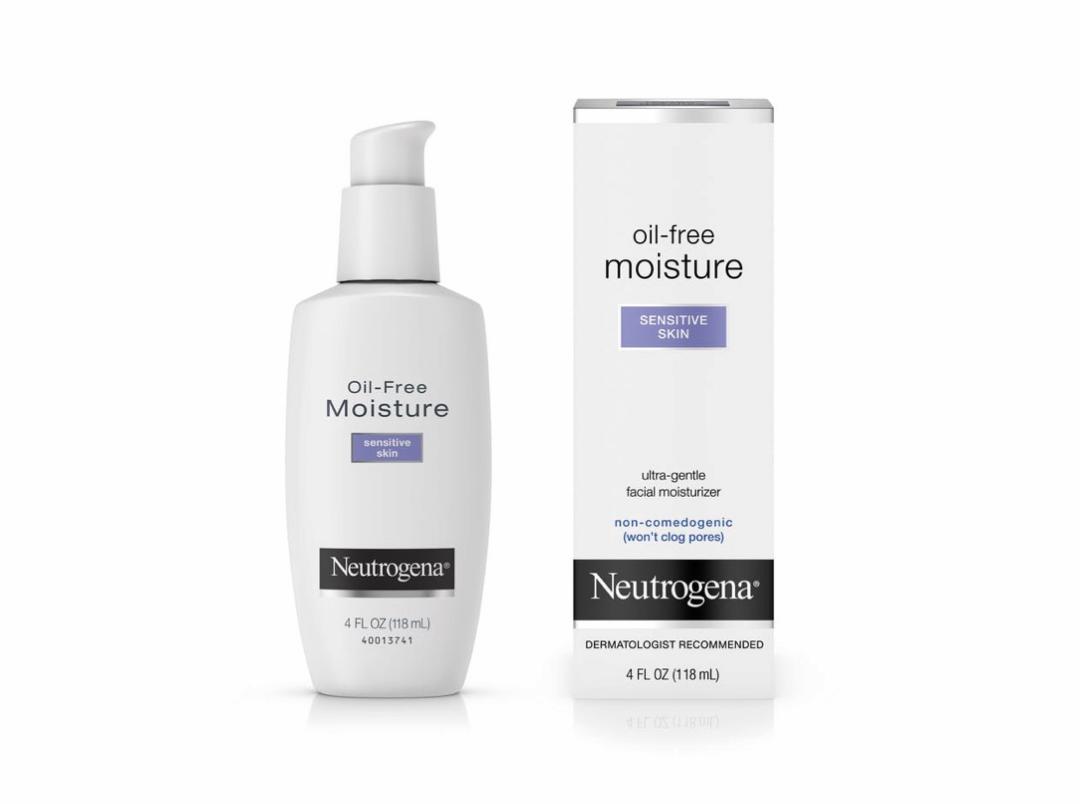 Oil-Free
Moisture
sensitive
skin
Neutrogena®
4 FL OZ (118 mL)
40013741
oil-free
moisture
SENSITIVE
SKIN
ultra-gentle
facial moisturizer
non-comedogenic
(won't clog pores)
Neutrogena®
DERMATOLOGIST RECOMMENDED
4 FL OZ (118 mL)